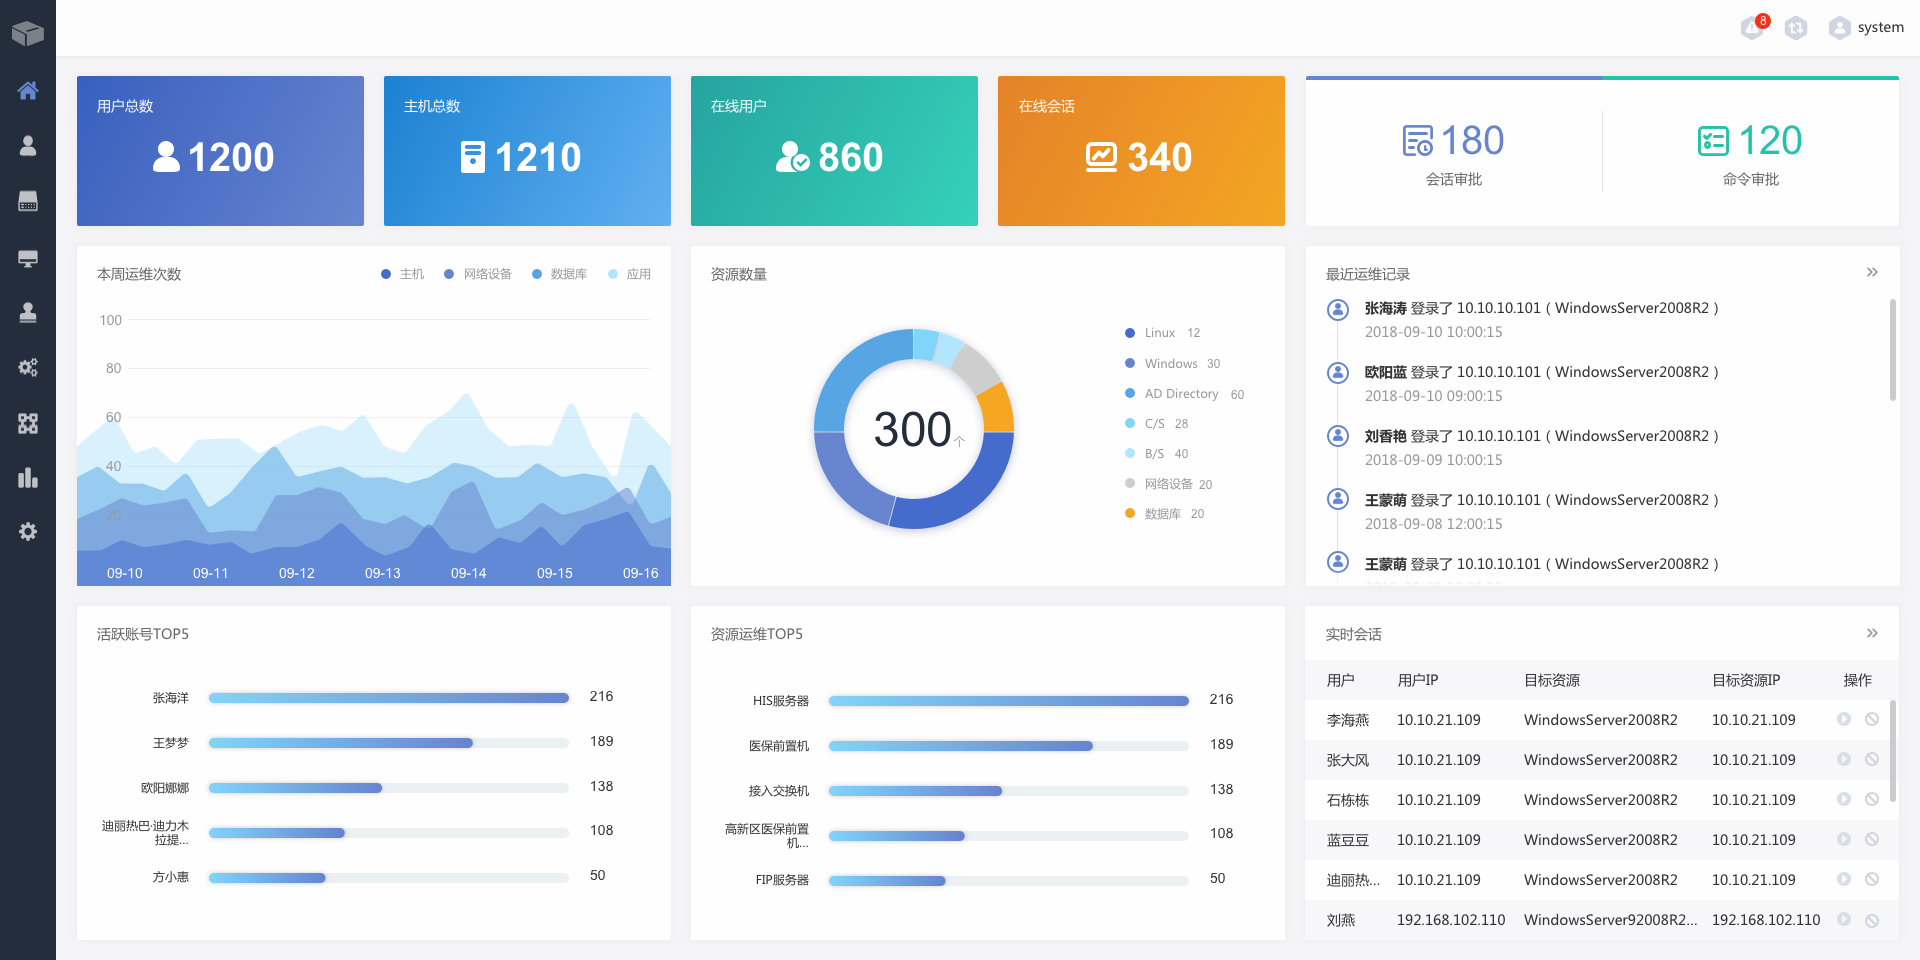 8
system
用户总数
1200
主机总数
1210
在线用户
860
在线会话
340
180
会话审批
120
命令审批
本周运维次数
主机 网络设备 数据库 应用
100
80
60
40
20
09-10 09-11 09-12 09-13 09-14 09-15 09-16
资源数量
300个
Linux 12
Windows 30
AD Directory 60
C/S 28
B/S 40
网络设备 20
数据库 20
最近运维记录
张海涛 登录了 10.10.10.101 ( WindowsServer2008R2 )
2018-09-10 10:00:15
欧阳蓝 登录了 10.10.10.101 ( WindowsServer2008R2 )
2018-09-10 09:00:15
刘香艳 登录了 10.10.10.101 ( WindowsServer2008R2 )
2018-09-09 10:00:15
王蒙萌 登录了 10.10.10.101 ( WindowsServer2008R2 )
2018-09-08 12:00:15
王蒙萌 登录了 10.10.10.101 ( WindowsServer2008R2 )
活跃账号TOP5
张海洋 216
王梦梦 189
欧阳娜娜 138
迪丽热巴·迪力木
拉提... 108
方小惠 50
资源运维TOP5
HIS服务器 216
医保前置机 189
接入交换机 138
高新区医保前置
机... 108
FIP服务器 50
实时会话
用户 用户IP 目标资源 目标资源IP 操作
李海燕 10.10.21.109 WindowsServer2008R2 10.10.21.109
张大风 10.10.21.109 WindowsServer2008R2 10.10.21.109
石栋栋 10.10.21.109 WindowsServer2008R2 10.10.21.109
蓝豆豆 10.10.21.109 WindowsServer2008R2 10.10.21.109
迪丽热... 10.10.21.109 WindowsServer2008R2 10.10.21.109
刘燕 192.168.102.110 WindowsServer92008R2... 192.168.102.110